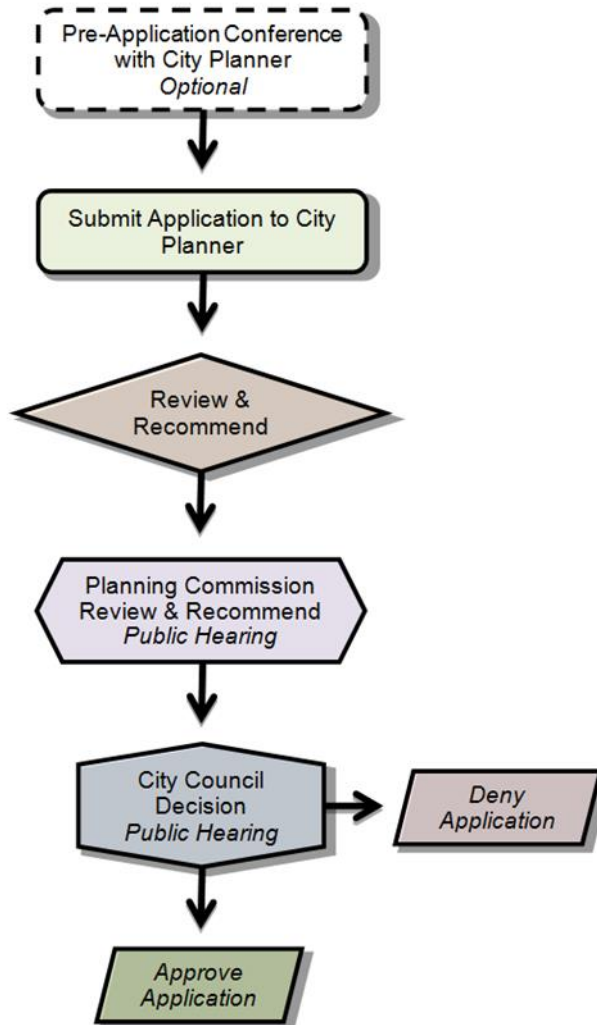 Pre-Application Conference
with City Planner
Optional
Submit Application to City
Planner
Review &
Recommend
Planning Commission
Review & Recommend
Public Hearing
City Council
Decision
Public Hearing
Deny
Application
Approve
Application